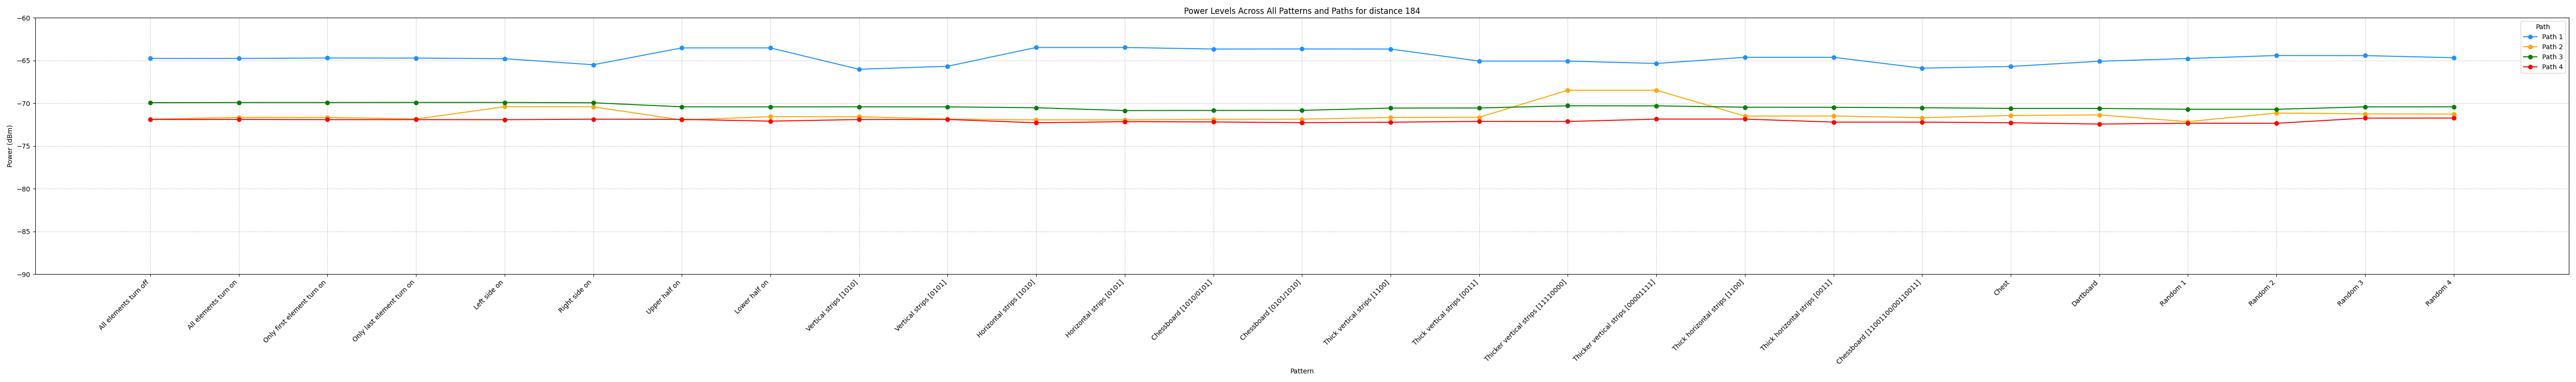 Power Levels Across All Patterns and Paths for distance 184
Path
Path 1
Path 2
Path 3
Path 4
Power (dBm)
−60
−65
−70
−75
−80
−85
−90
All elements turn off
All elements turn on
Only first element turn on
Only last element turn on
Left side on
Right side on
Upper half on
Lower half on
Vertical strips [1010]
Vertical strips [0101]
Horizontal strips [1010]
Horizontal strips [0101]
Chessboard [1010/0101]
Chessboard [0101/1010]
Thick vertical strips [1100]
Thick vertical strips [0011]
Thicker vertical strips [11110000]
Thicker vertical strips [00001111]
Thick horizontal strips [1100]
Thick horizontal strips [0011]
Chessboard [11001100/00110011]
Chest
Dartboard
Random 1
Random 2
Random 3
Random 4
Pattern